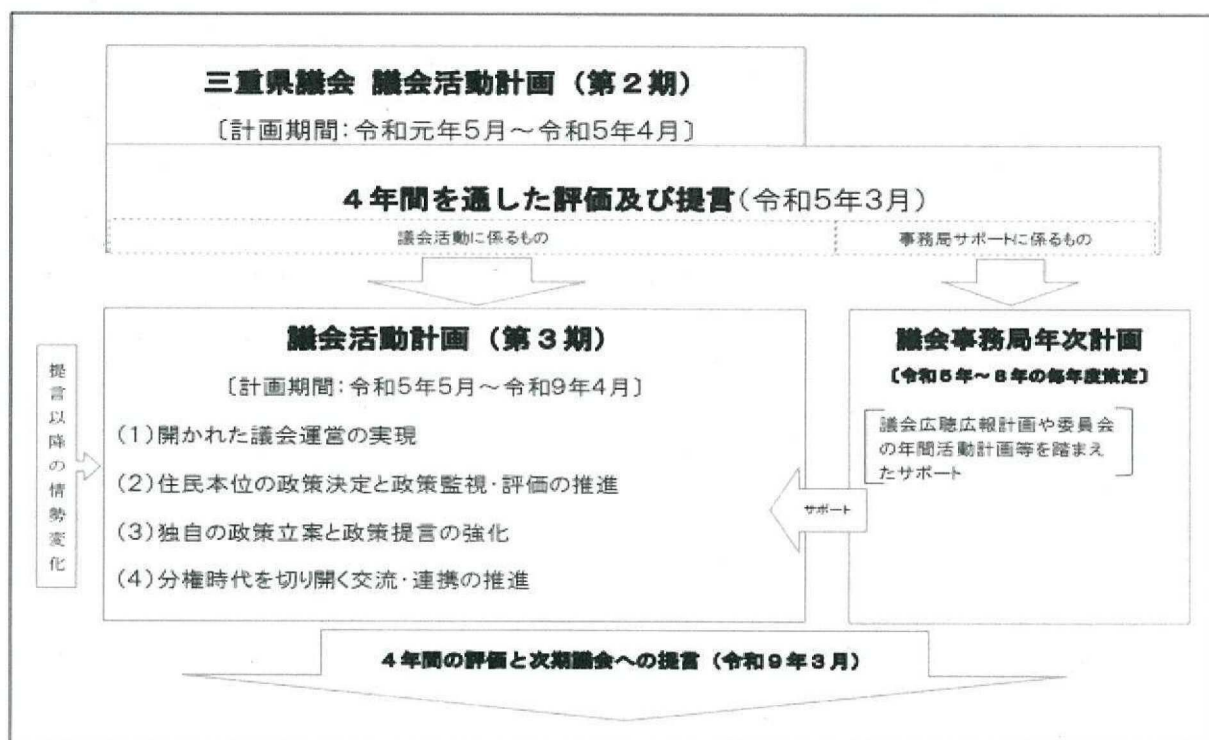 三重県議会 議会活動計画（第２期）
〔計画期間：令和元年５月～令和５年４月〕
４年間を通した評価及び提言（令和５年３月）
議会活動に係るもの
事務局サポートに係るもの
提言以降の情勢変化
議会活動計画（第３期）
〔計画期間：令和５年５月～令和９年４月〕
（１）開かれた議会運営の実現
（２）住民本位の政策決定と政策監視・評価の推進
（３）独自の政策立案と政策提言の強化
（４）分権時代を切り開く交流・連携の推進
サポート
議会事務局年次計画
〔令和５年～８年の毎年度策定〕
議会広聴広報計画や委員会
の年間活動計画等を踏まえ
たサポート
４年間の評価と次期議会への提言（令和９年３月）